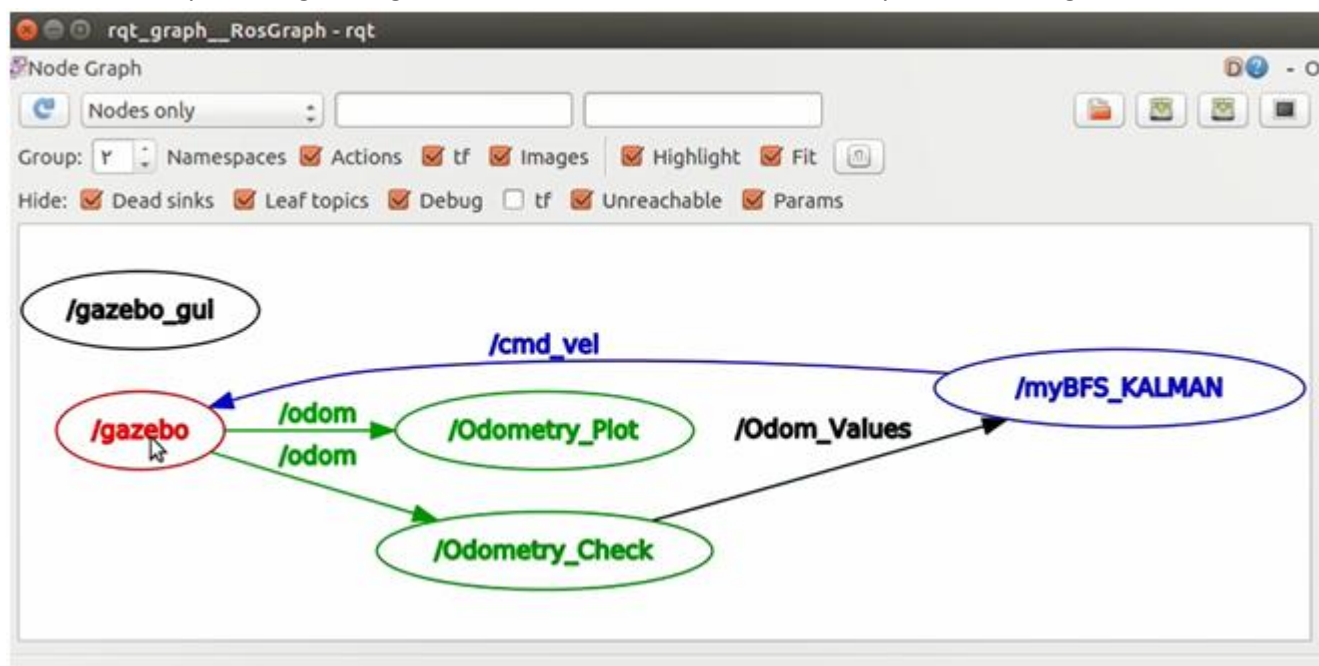 rqt_graph__RosGraph - rqt
Node Graph
D ? - O
Nodes only
Group: ۲ Namespaces Actions tf Images Highlight Fit
Hide: Dead sinks Leaf topics Debug tf Unreachable Params
/gazebo_gui
/cmd_vel
/myBFS_KALMAN
/gazebo
/odom
/Odometry_Plot
/Odom_Values
/odom
/Odometry_Check